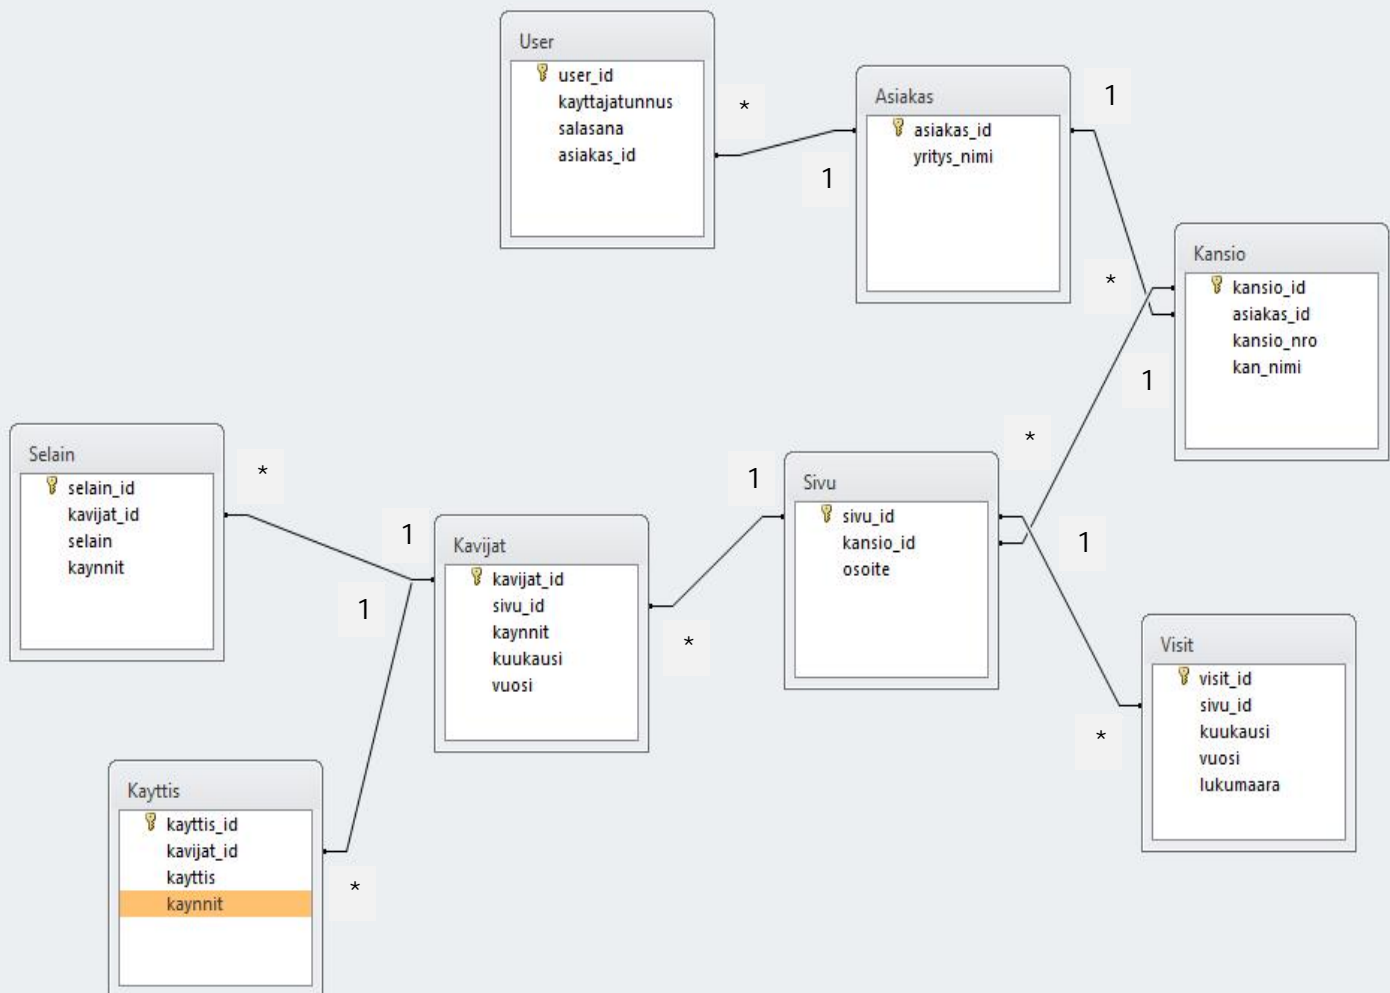 User
user_id
kayttajatunnus
salasana
asiakas_id
*
1
Asiakas
asiakas_id
yritys_nimi
1
*
Kansio
kansio_id
asiakas_id
kansio_nro
kan_nimi
1
*
Selain
selain_id
kavijat_id
selain
kaynnit
*
1
1
Kavijat
kavijat_id
sivu_id
kaynnit
kuukausi
vuosi
*
1
Sivu
sivu_id
kansio_id
osoite
1
*
Visit
visit_id
sivu_id
kuukausi
vuosi
lukumaara
Kayttis
kayttis_id
kavijat_id
kayttis
kaynnit
*